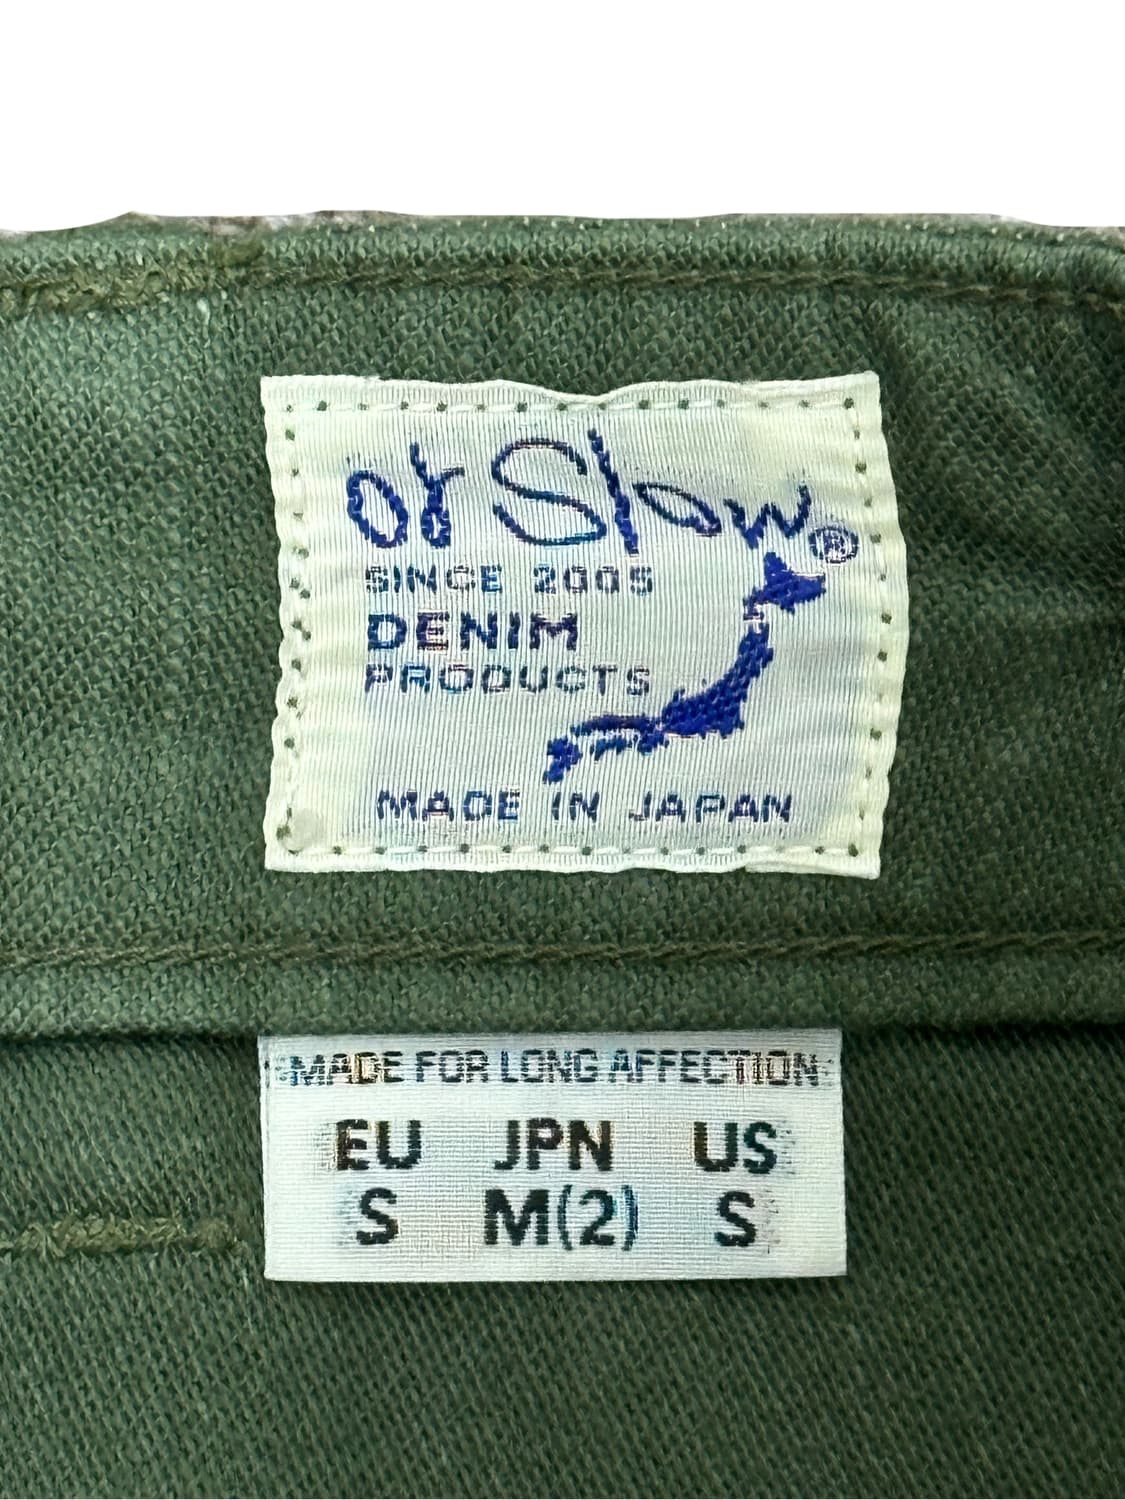 or Slow®
SINCE 2005
DENIM
PRODUCTS
MADE IN JAPAN
MADE FOR LONG AFFECTION
EU JPN US
S M(2) S